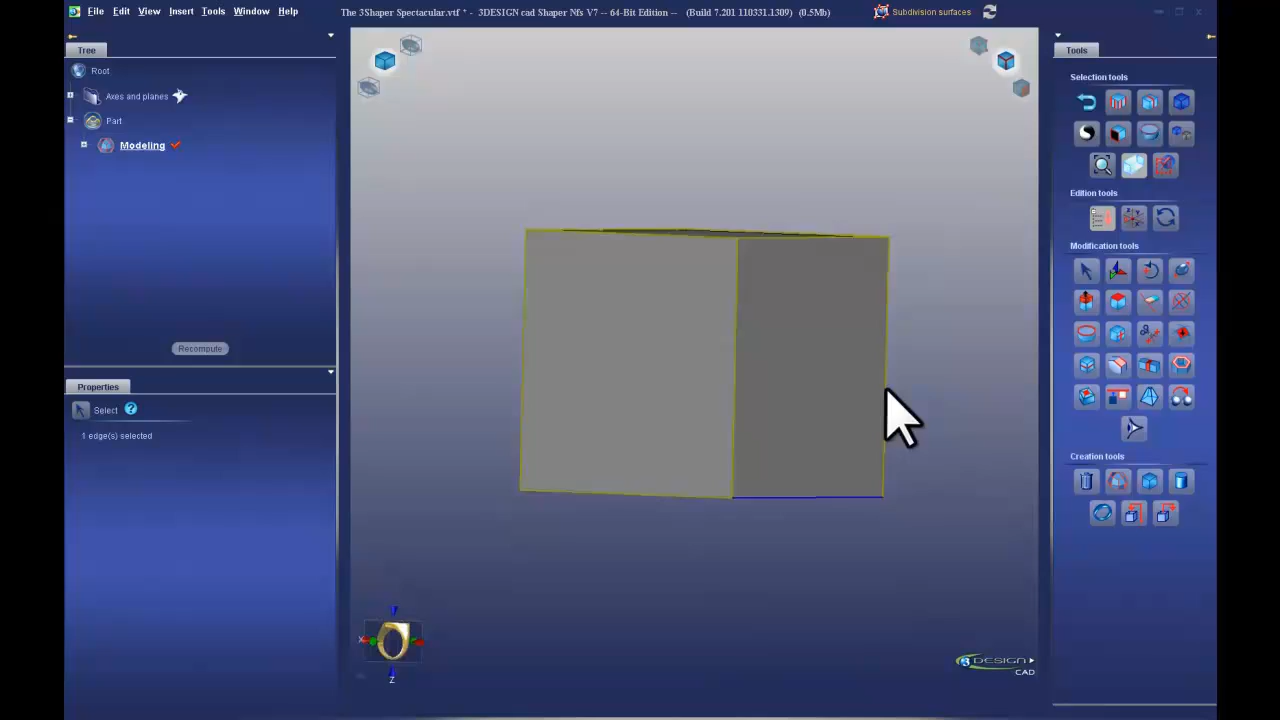 File Edit View Insert Tools Window Help
The 3Shaper Spectacular.vtf * - 3DESIGN cad Shaper Nfs V7 -- 64-Bit Edition -- (Build 7.201 110331.1309) (0.5Mb)
Subdivision surfaces
Tree
Root
Axes and planes
Part
Modeling
Recompute
Properties
Select
1 edge(s) selected
X
Z
3DESIGN
CAD
Tools
Selection tools
Edition tools
Modification tools
Creation tools